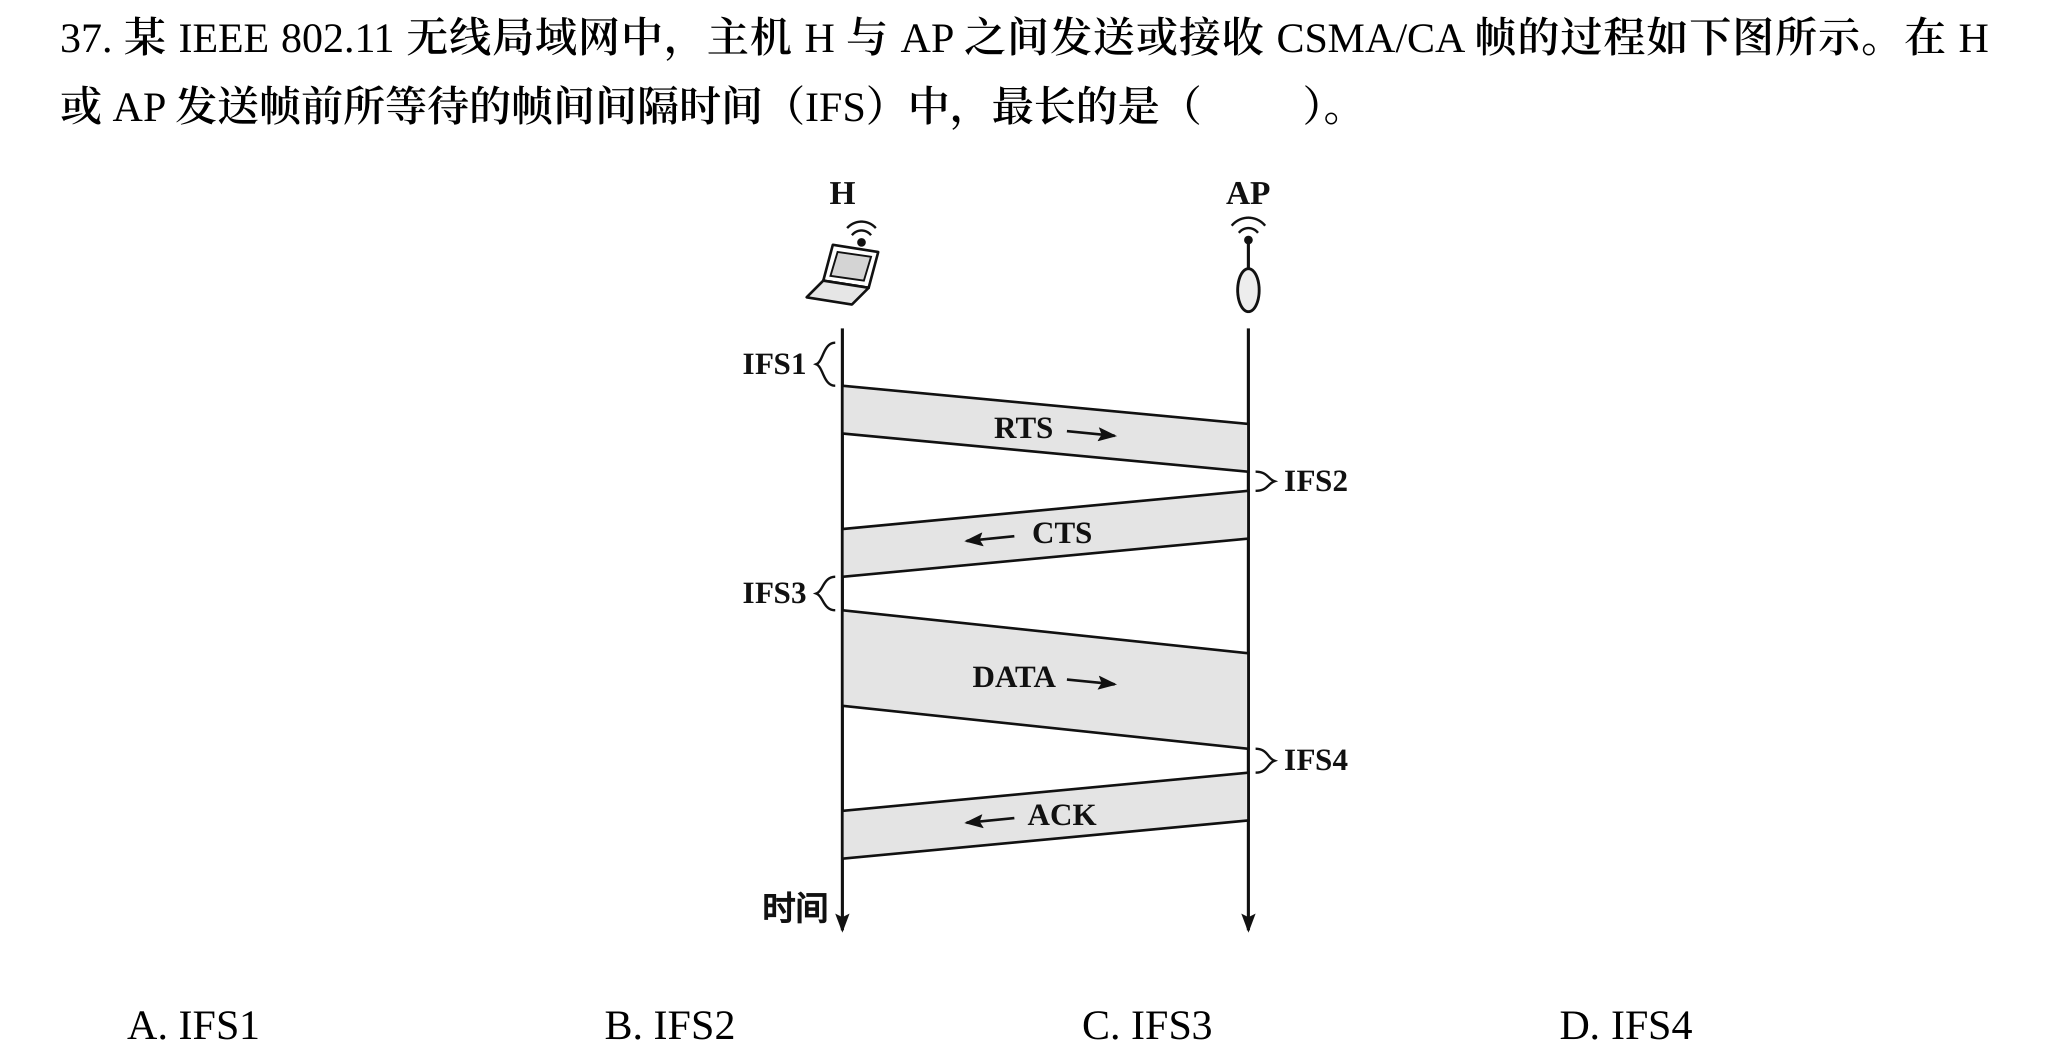 37. 某 IEEE 802.11 无线局域网中，主机 H 与 AP 之间发送或接收 CSMA/CA 帧的过程如下图所示。在 H
或 AP 发送帧前所等待的帧间间隔时间（IFS）中，最长的是（　　）。
H
AP
IFS1
RTS
IFS2
CTS
IFS3
DATA
IFS4
ACK
时间
A. IFS1
B. IFS2
C. IFS3
D. IFS4